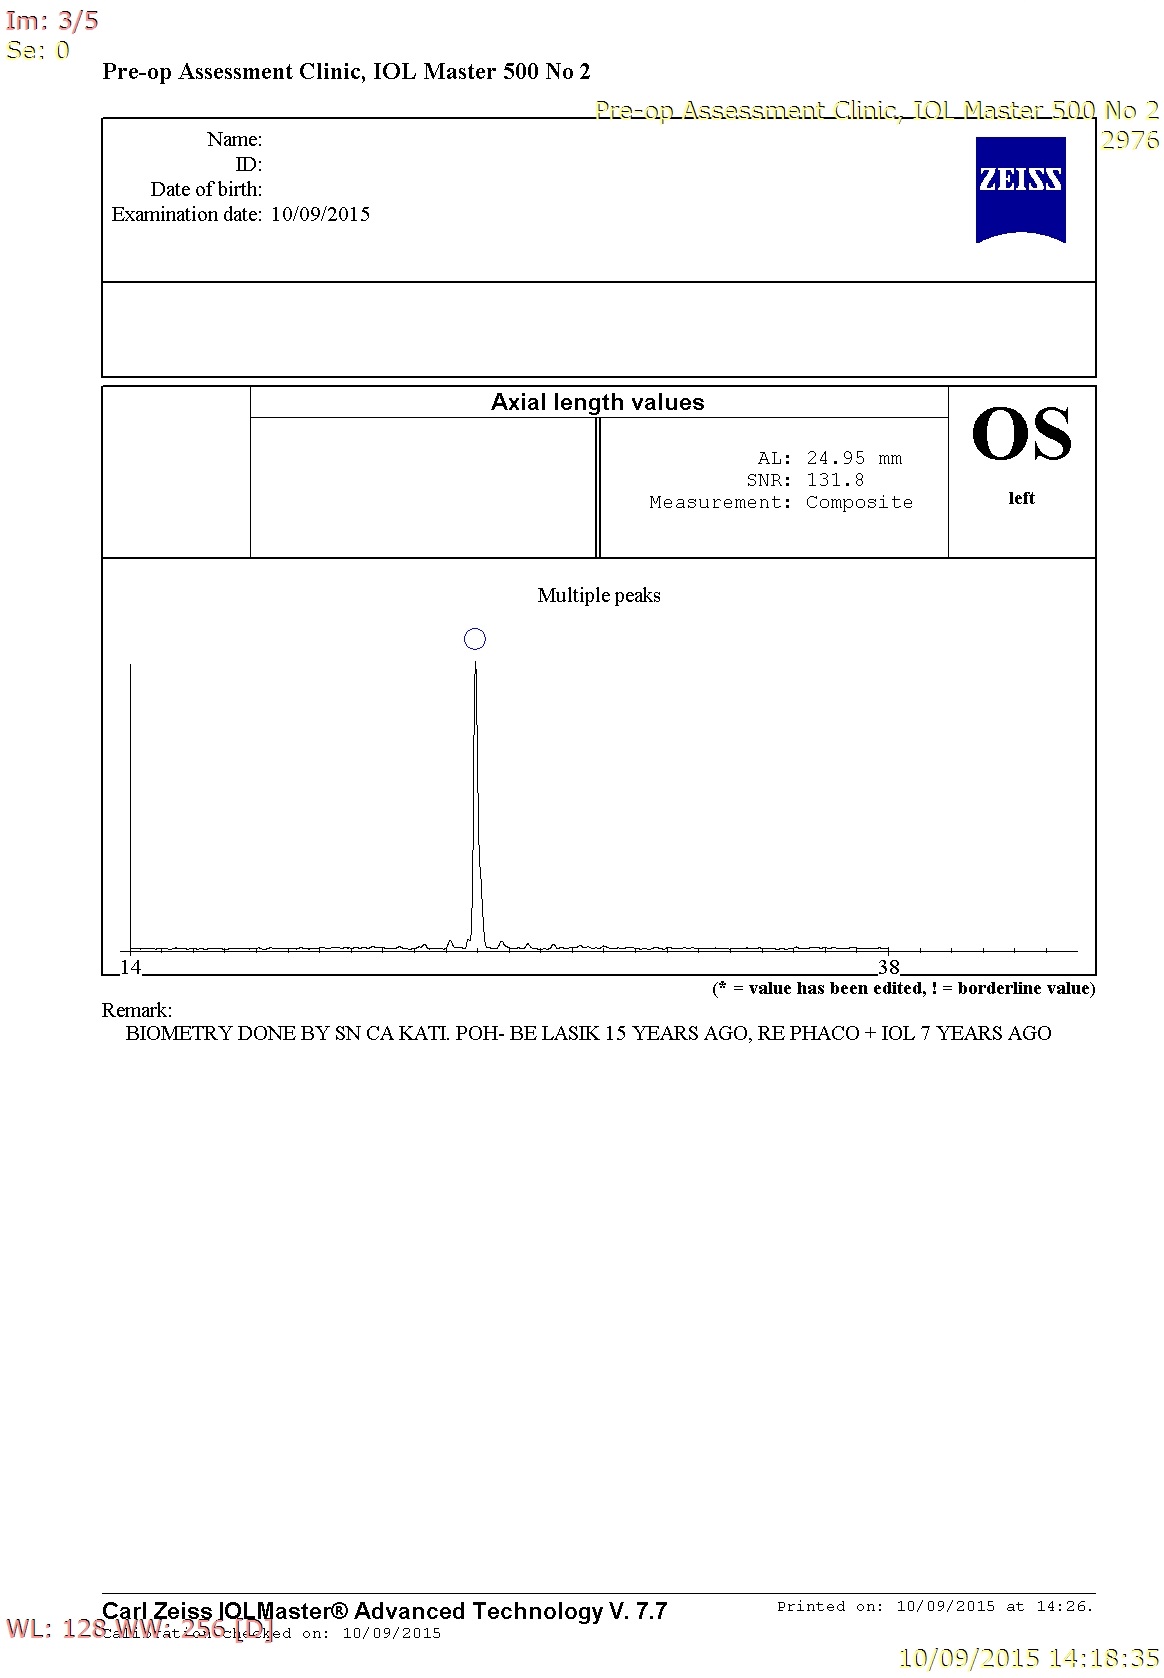 Im: 3/5
Se: 0
Pre-op Assessment Clinic, IOL Master 500 No 2
Pre-op Assessment Clinic, IOL Master 500 No 2
2976
Name:
ID:
Date of birth:
Examination date: 10/09/2015
ZEISS
Axial length values
AL: 24.95 mm
SNR: 131.8
Measurement: Composite
OS
left
Multiple peaks
14
38
(* = value has been edited, ! = borderline value)
Remark:
BIOMETRY DONE BY SN CA KATI. POH- BE LASIK 15 YEARS AGO, RE PHACO + IOL 7 YEARS AGO
Carl Zeiss IOLMaster® Advanced Technology V. 7.7
Printed on: 10/09/2015 at 14:26.
WL: 128 WW: 256 [D]
Calibration checked on: 10/09/2015
10/09/2015 14:18:35